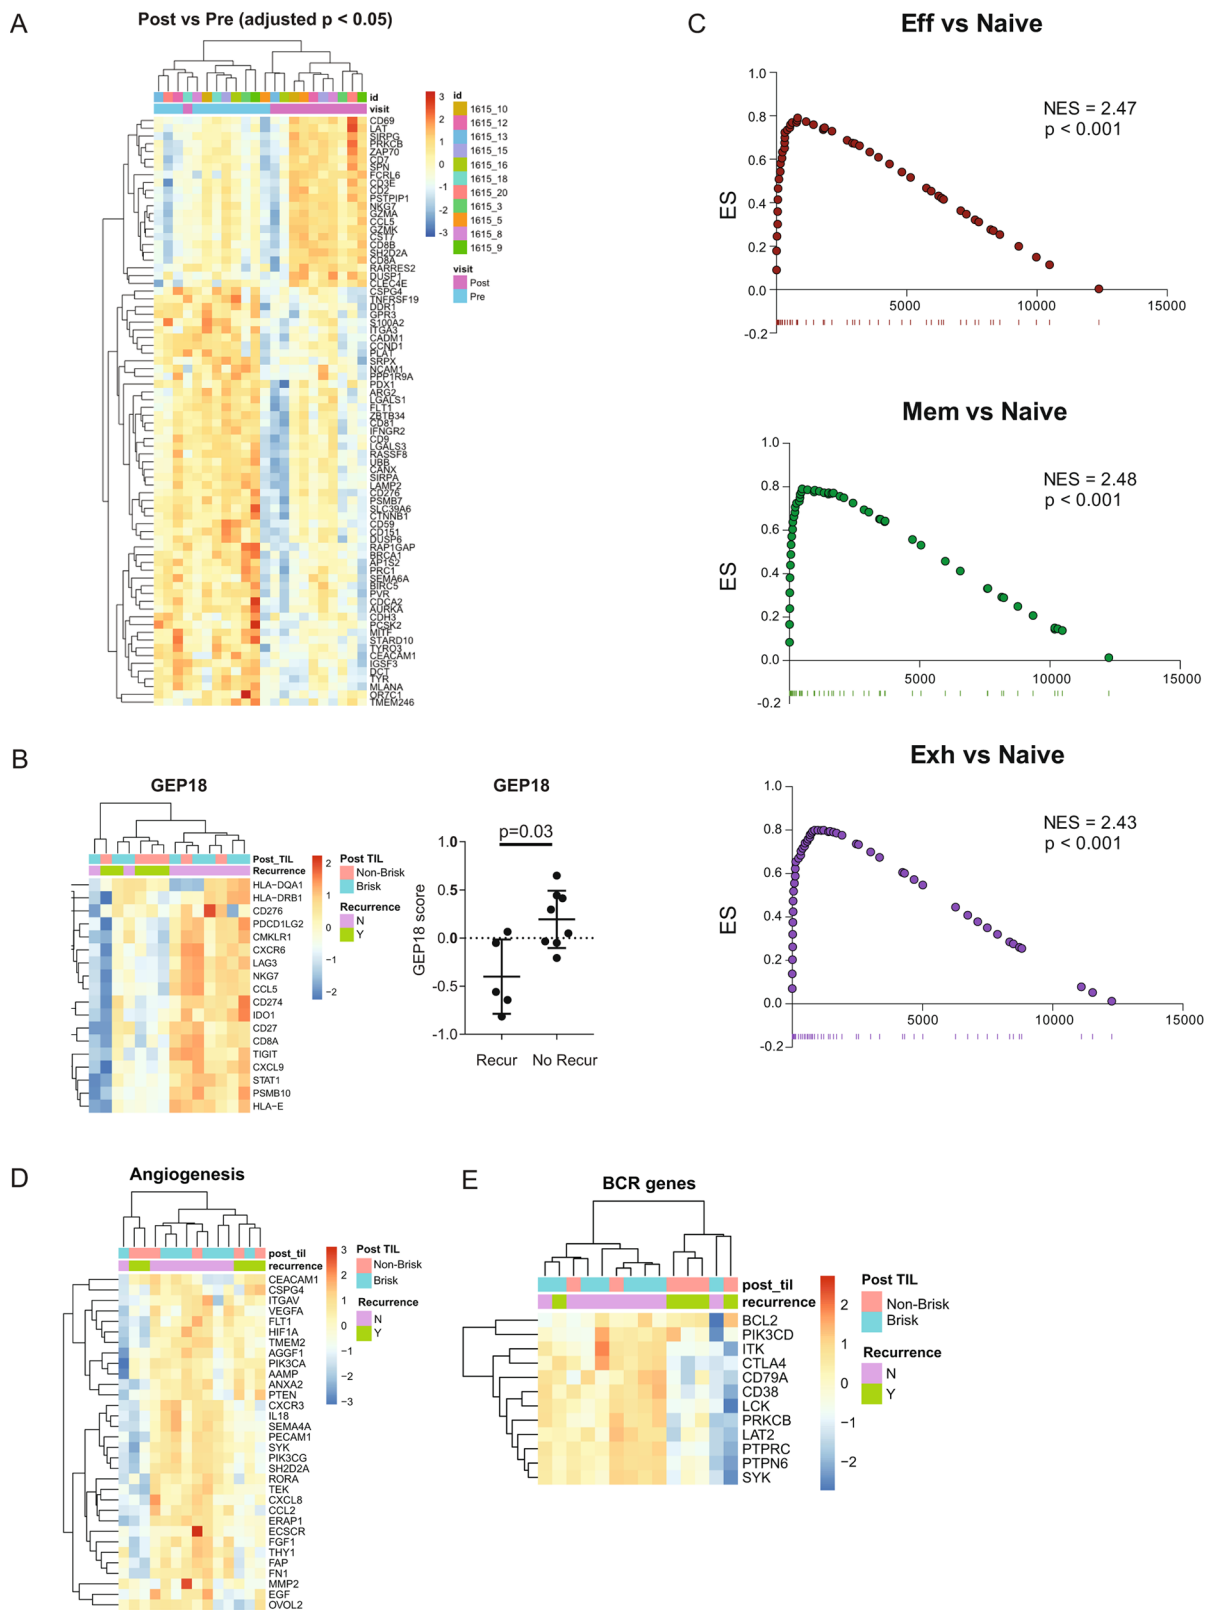 A
Post vs Pre (adjusted p < 0.05)
id
visit
CD69
LAT
SIRPG
PRKCB
ZAP70
CD7
SPN
FCRL6
CD3E
CD2
PSTPIP1
NKG7
GZMA
CCL5
GZMK
CST7
CD8B
SH2D2A
CD8A
RARRES2
DUSP1
CLEC4E
CSPG4
TNFRSF19
DDR1
GPR3
S100A2
ITGA3
CADM1
CCND1
PLAT
SRPX
NCAM1
PPP1R9A
PDX1
ARG2
LGALS1
FLT1
ZBTB34
CD81
IFNGR2
CD9
LGALS3
RASSF8
UBB
CANX
SIRPA
LAMP2
CD276
PSMB7
SLC39A6
CTNNB1
CD59
CD151
DUSP6
RAP1GAP
BRCA1
AP1S2
PRC1
SEMA6A
BIRC5
PVR
CDCA2
AURKA
CDH3
PCSK2
MITF
STARD10
TYRO3
CEACAM1
IGSF3
DCT
TYR
MLANA
OR7C1
TMEM246
3
2
1
0
-1
-2
-3
id
1615_10
1615_12
1615_13
1615_15
1615_16
1615_18
1615_20
1615_3
1615_5
1615_8
1615_9
visit
Post
Pre
C
Eff vs Naive
NES = 2.47
p < 0.001
ES
1.0
0.8
0.6
0.4
0.2
0.0
-0.2
5000
10000
15000
Mem vs Naive
NES = 2.48
p < 0.001
ES
1.0
0.8
0.6
0.4
0.2
0.0
-0.2
5000
10000
15000
Exh vs Naive
NES = 2.43
p < 0.001
ES
1.0
0.8
0.6
0.4
0.2
0.0
-0.2
5000
10000
15000
B
GEP18
Post_TIL
Recurrence
HLA-DQA1
HLA-DRB1
CD276
PDCD1LG2
CMKLR1
CXCR6
LAG3
NKG7
CCL5
CD274
IDO1
CD27
CD8A
TIGIT
CXCL9
STAT1
PSMB10
HLA-E
2
1
0
-1
-2
Post TIL
Non-Brisk
Brisk
Recurrence
N
Y
GEP18
p=0.03
GEP18 score
1.0
0.5
0.0
-0.5
-1.0
Recur
No Recur
D
Angiogenesis
post_til
recurrence
CEACAM1
CSPG4
ITGAV
VEGFA
FLT1
HIF1A
TMEM2
AGGF1
PIK3CA
AAMP
ANXA2
PTEN
CXCR3
IL18
SEMA4A
PECAM1
SYK
PIK3CG
SH2D2A
RORA
TEK
CXCL8
CCL2
ERAP1
ECSCR
FGF1
THY1
FAP
FN1
MMP2
EGF
OVOL2
3
2
1
0
-1
-2
-3
Post TIL
Non-Brisk
Brisk
Recurrence
N
Y
E
BCR genes
post_til
recurrence
BCL2
PIK3CD
ITK
CTLA4
CD79A
CD38
LCK
PRKCB
LAT2
PTPRC
PTPN6
SYK
2
1
0
-1
-2
Post TIL
Non-Brisk
Brisk
Recurrence
N
Y